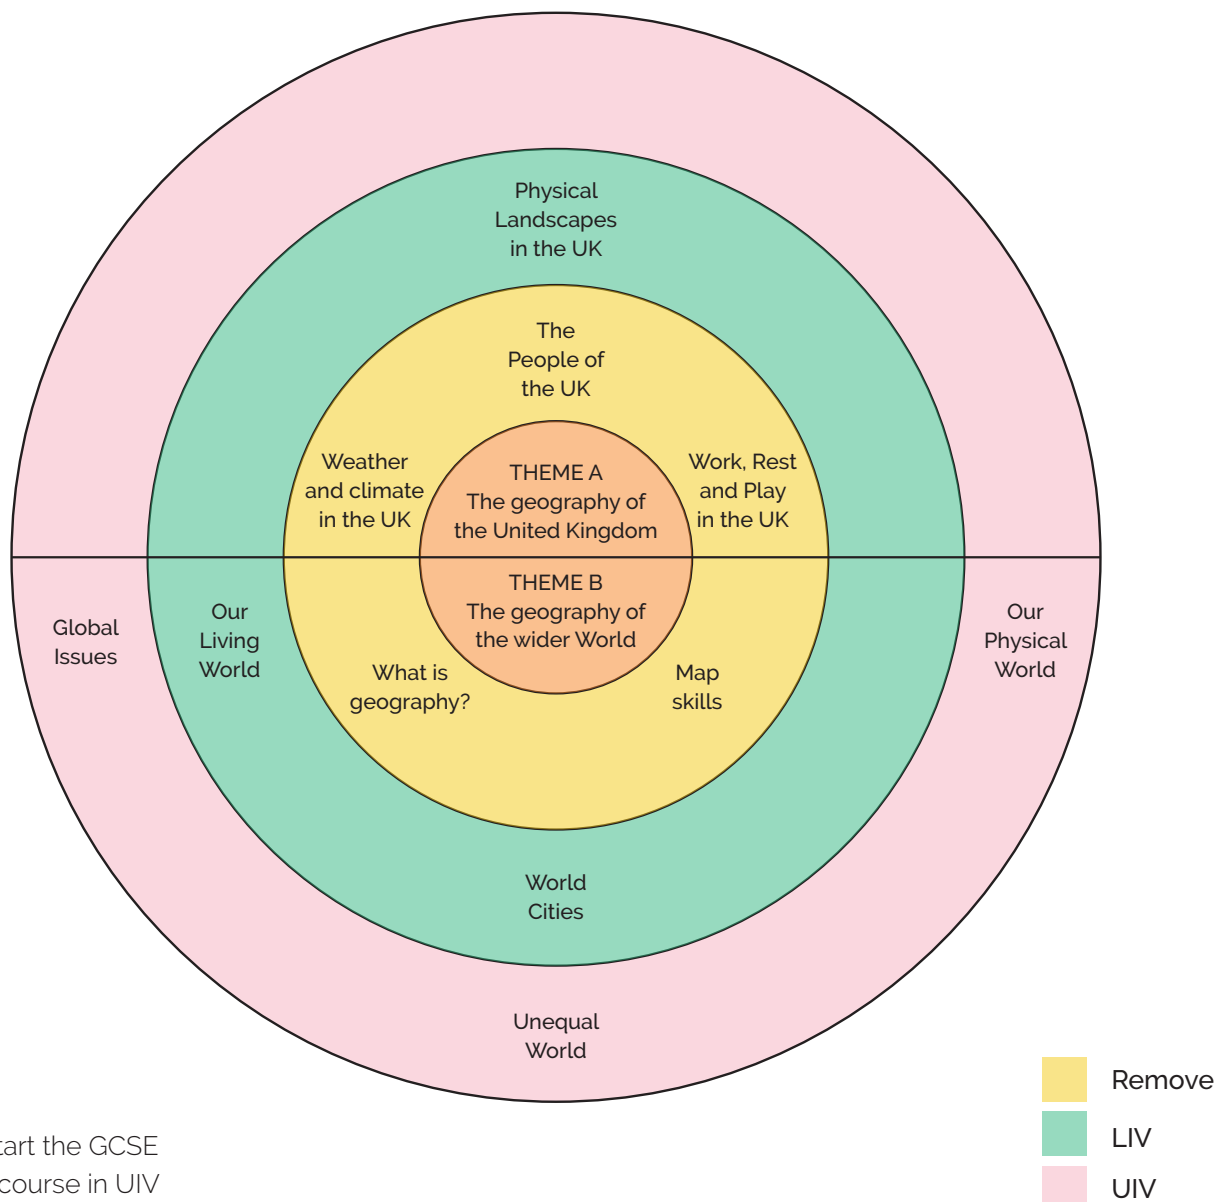 Physical
Landscapes
in the UK
The
People of
the UK
Weather
and climate
in the UK
THEME A
The geography of
the United Kingdom
Work, Rest
and Play
in the UK
THEME B
The geography of
the wider World
Global
Issues
Our
Living
World
What is
geography?
Map
skills
Our
Physical
World
World
Cities
Unequal
World
Remove
LIV
UIV
tart the GCSE
course in UIV